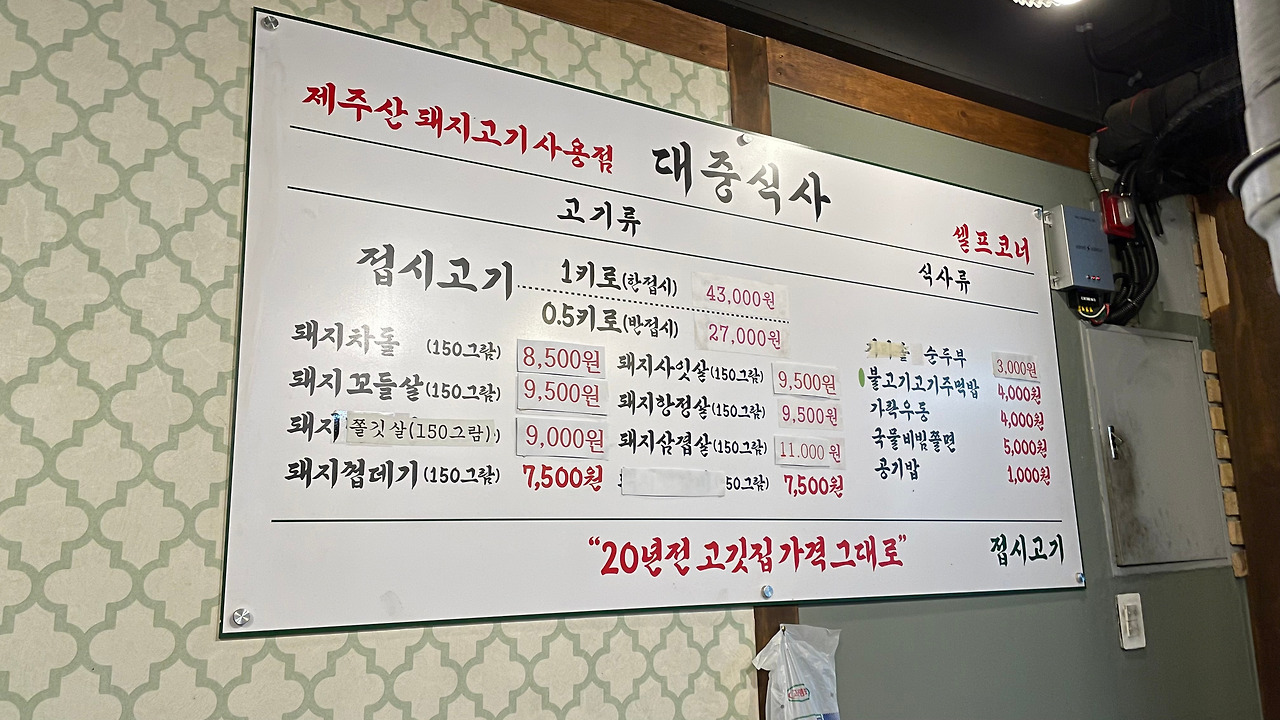 제주산 돼지고기 사용점 대중식사 셀프코너
고기류
접시고기 1키로(한접시) 43,000원
0.5키로(반접시) 27,000원
돼지차돌 (150그람) 8,500원
돼지꼬들살(150그람) 9,500원
돼지 쫄깃살(150그람) 9,000원
돼지껍데기(150그람) 7,500원
돼지사잇살(150그람) 9,500원
돼지항정살(150그람) 9,500원
돼지삼겹살(150그람) 11.000원
50그람) 7,500원
식사류
순두부 3,000원
불고기고기주먹밥 4,000원
가락우동 4,000원
국물비빔쫄면 5,000원
공기밥 1,000원
“20년전 고깃집 가격 그대로” 접시고기